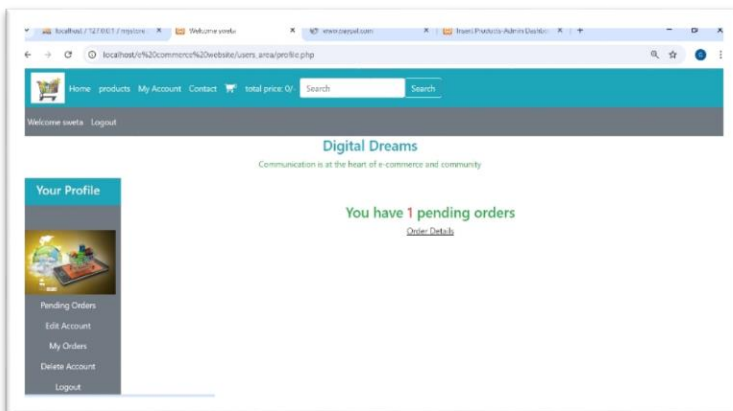 localhost / 127.0.0.1 / mystore
Welcome sweta
www.paypal.com
Insert Products-Admin Dashbo
localhost/e%20commerce%20website/users_area/profile.php
Home products My Account Contact total price: 0/- Search Search
Welcome sweta Logout
Digital Dreams
Communication is at the heart of e-commerce and community
Your Profile
You have 1 pending orders
Order Details
Pending Orders
Edit Account
My Orders
Delete Account
Logout